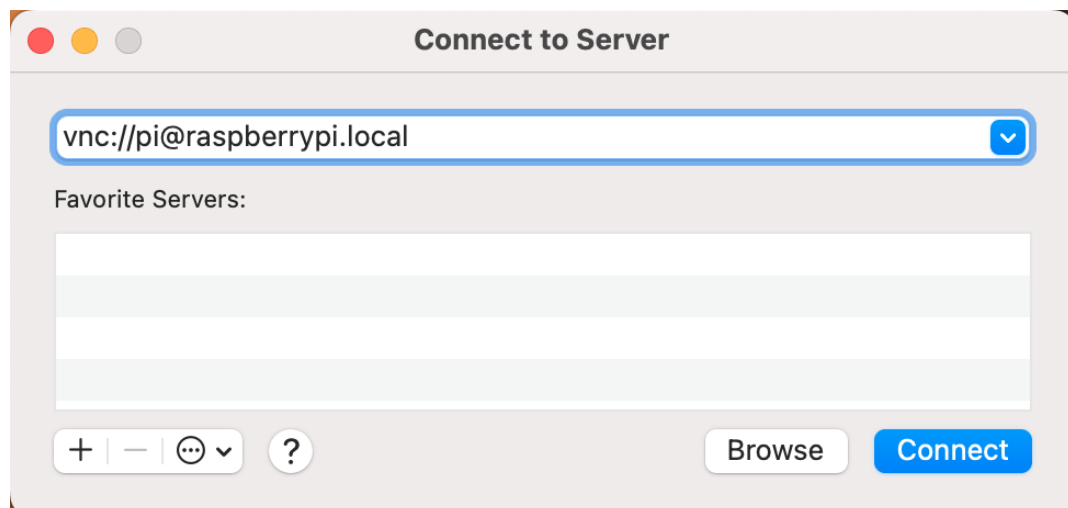 Connect to Server
vnc://pi@raspberrypi.local
Favorite Servers:
?
Browse
Connect